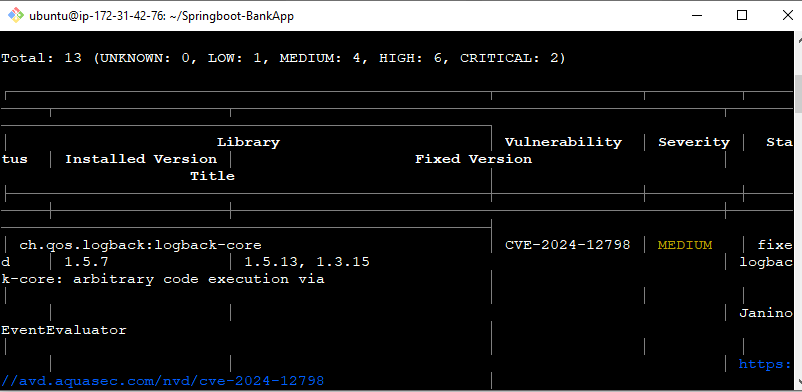 ubuntu@ip-172-31-42-76: ~/Springboot-BankApp
Total: 13 (UNKNOWN: 0, LOW: 1, MEDIUM: 4, HIGH: 6, CRITICAL: 2)
Library Vulnerability Severity Sta
tus Installed Version Fixed Version
Title
ch.qos.logback:logback-core CVE-2024-12798 MEDIUM fixe
d 1.5.7 1.5.13, 1.3.15 logbac
k-core: arbitrary code execution via
Janino
EventEvaluator
https:
//avd.aquasec.com/nvd/cve-2024-12798